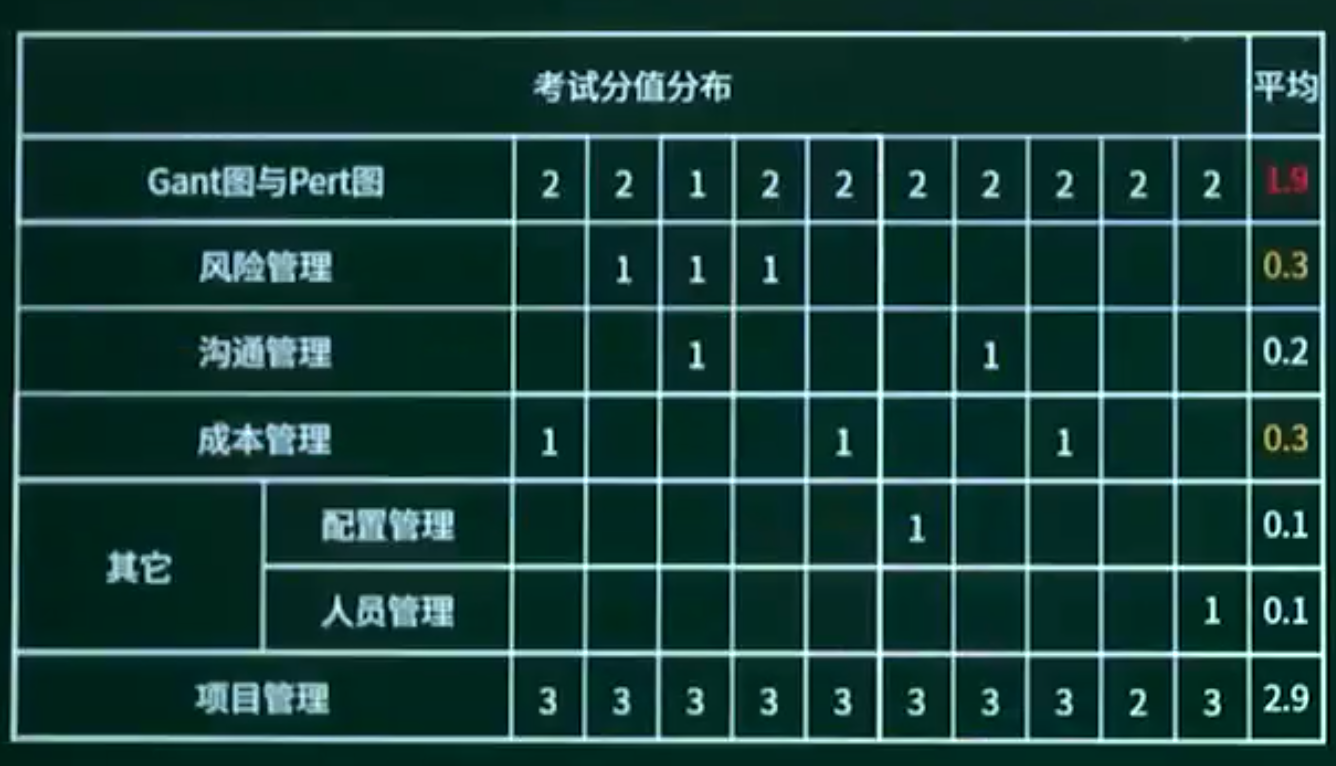 考试分值分布 平均
Gant图与Pert图 2 2 1 2 2 2 2 2 2 2 1.9
风险管理 1 1 1 0.3
沟通管理 1 1 0.2
成本管理 1 1 1 0.3
其它
配置管理 1 0.1
人员管理 1 0.1
项目管理 3 3 3 3 3 3 3 3 2 3 2.9